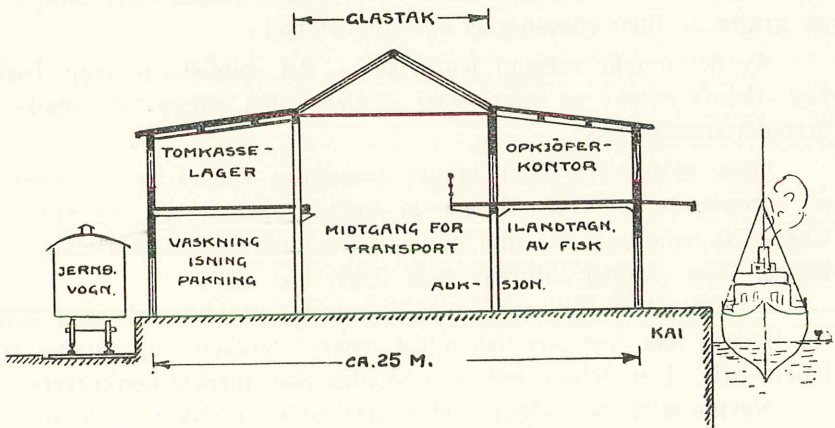 GLASTAK
TOMKASSE-
LAGER
OPKJÖFER-
KONTOR
VASKNING
ISNING
PAKNING
MIDTGANG FOR
TRANSPORT
ILANDTAGN.
AV FISK
AUK-SJON.
JERNB.
VOGN.
KAI
CA. 25 M.